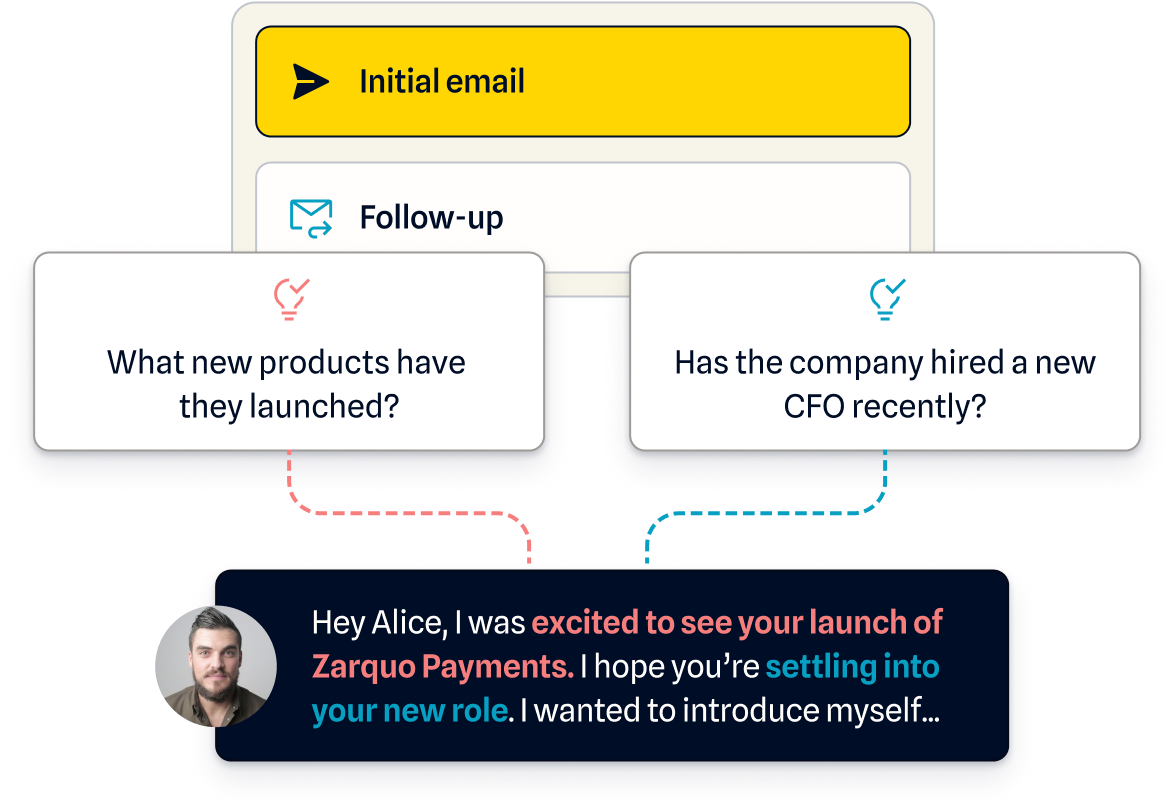 Initial email
Follow-up
What new products have
they launched?
Has the company hired a new
CFO recently?
Hey Alice, I was excited to see your launch of
Zarquo Payments. I hope you’re settling into
your new role. I wanted to introduce myself...